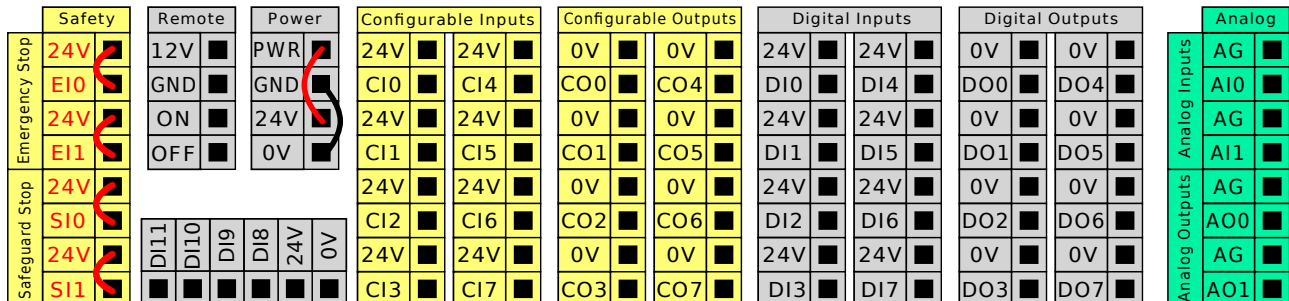 Safety
Emergency Stop
24V
EI0
24V
EI1
Safeguard Stop
24V
SI0
24V
SI1
Remote
12V
GND
ON
OFF
Power
PWR
GND
24V
0V
DI11
DI10
DI9
DI8
24V
0V
Configurable Inputs
24V 24V
CI0 CI4
24V 24V
CI1 CI5
24V 24V
CI2 CI6
24V 24V
CI3 CI7
Configurable Outputs
0V 0V
CO0 CO4
0V 0V
CO1 CO5
0V 0V
CO2 CO6
0V 0V
CO3 CO7
Digital Inputs
24V 24V
DI0 DI4
24V 24V
DI1 DI5
24V 24V
DI2 DI6
24V 24V
DI3 DI7
Digital Outputs
0V 0V
DO0 DO4
0V 0V
DO1 DO5
0V 0V
DO2 DO6
0V 0V
DO3 DO7
Analog
Analog Inputs
AG
AI0
AG
AI1
Analog Outputs
AG
AO0
AG
AO1